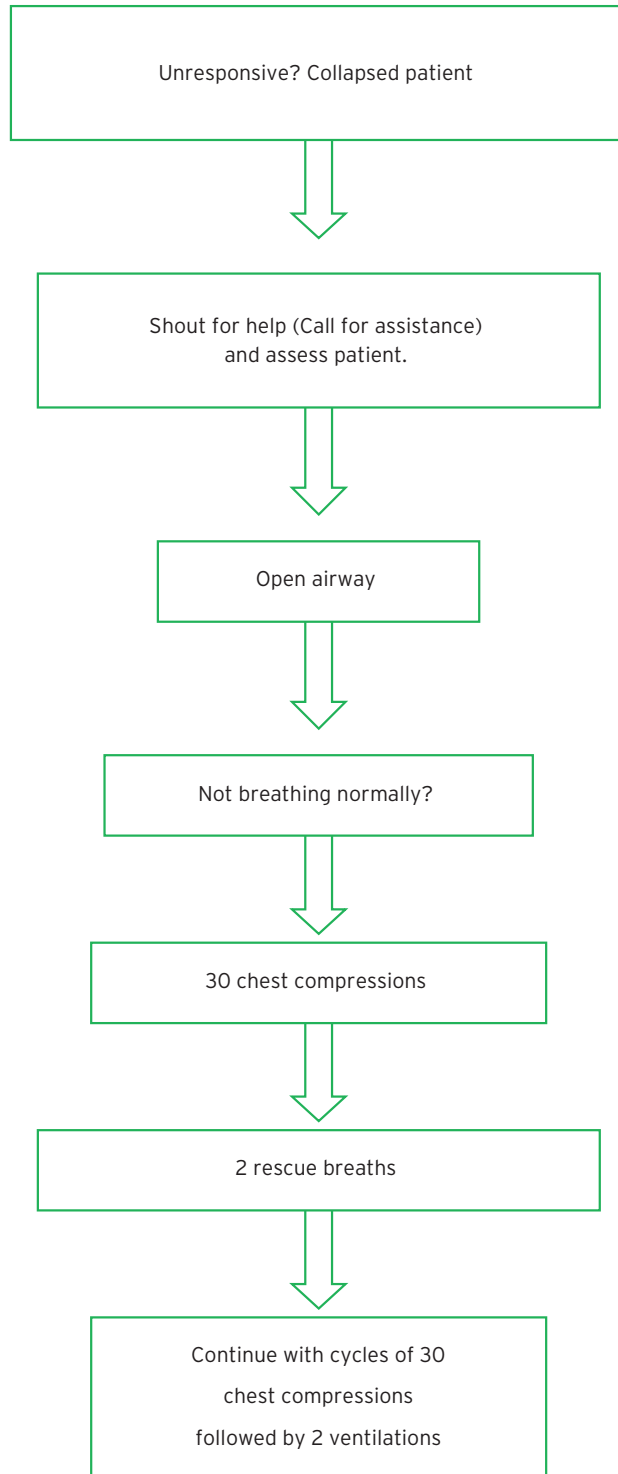 Unresponsive? Collapsed patient
Shout for help (Call for assistance)
and assess patient.
Open airway
Not breathing normally?
30 chest compressions
2 rescue breaths
Continue with cycles of 30
chest compressions
followed by 2 ventilations